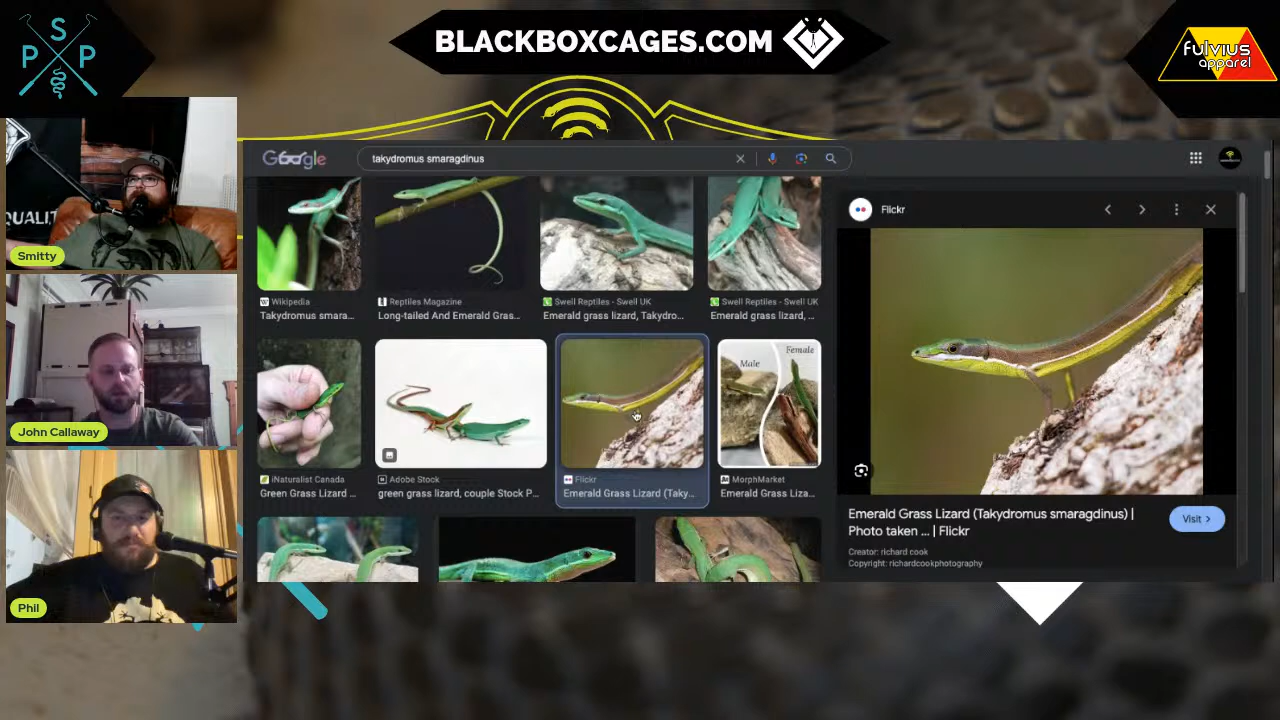 S
P P
BLACKBOXCAGES.COM
fulvius
apparel
QUALIT
Smitty
John Callaway
Phil
Google
takydromus smaragdinus
Wikipedia
Takydromus smara...
Reptiles Magazine
Long-tailed And Emerald Gras...
Swell Reptiles - Swell UK
Emerald grass lizard, Takydro...
Swell Reptiles - Swell UK
Emerald grass lizard, ...
iNaturalist Canada
Green Grass Lizard ...
Adobe Stock
green grass lizard, couple Stock P...
Flickr
Emerald Grass Lizard (Taky...
Male
Female
MorphMarket
Emerald Grass Liza...
Flickr
Emerald Grass Lizard (Takydromus smaragdinus) |
Photo taken ... | Flickr
Visit
Creator: richard cook
Copyright: richardcookphotography